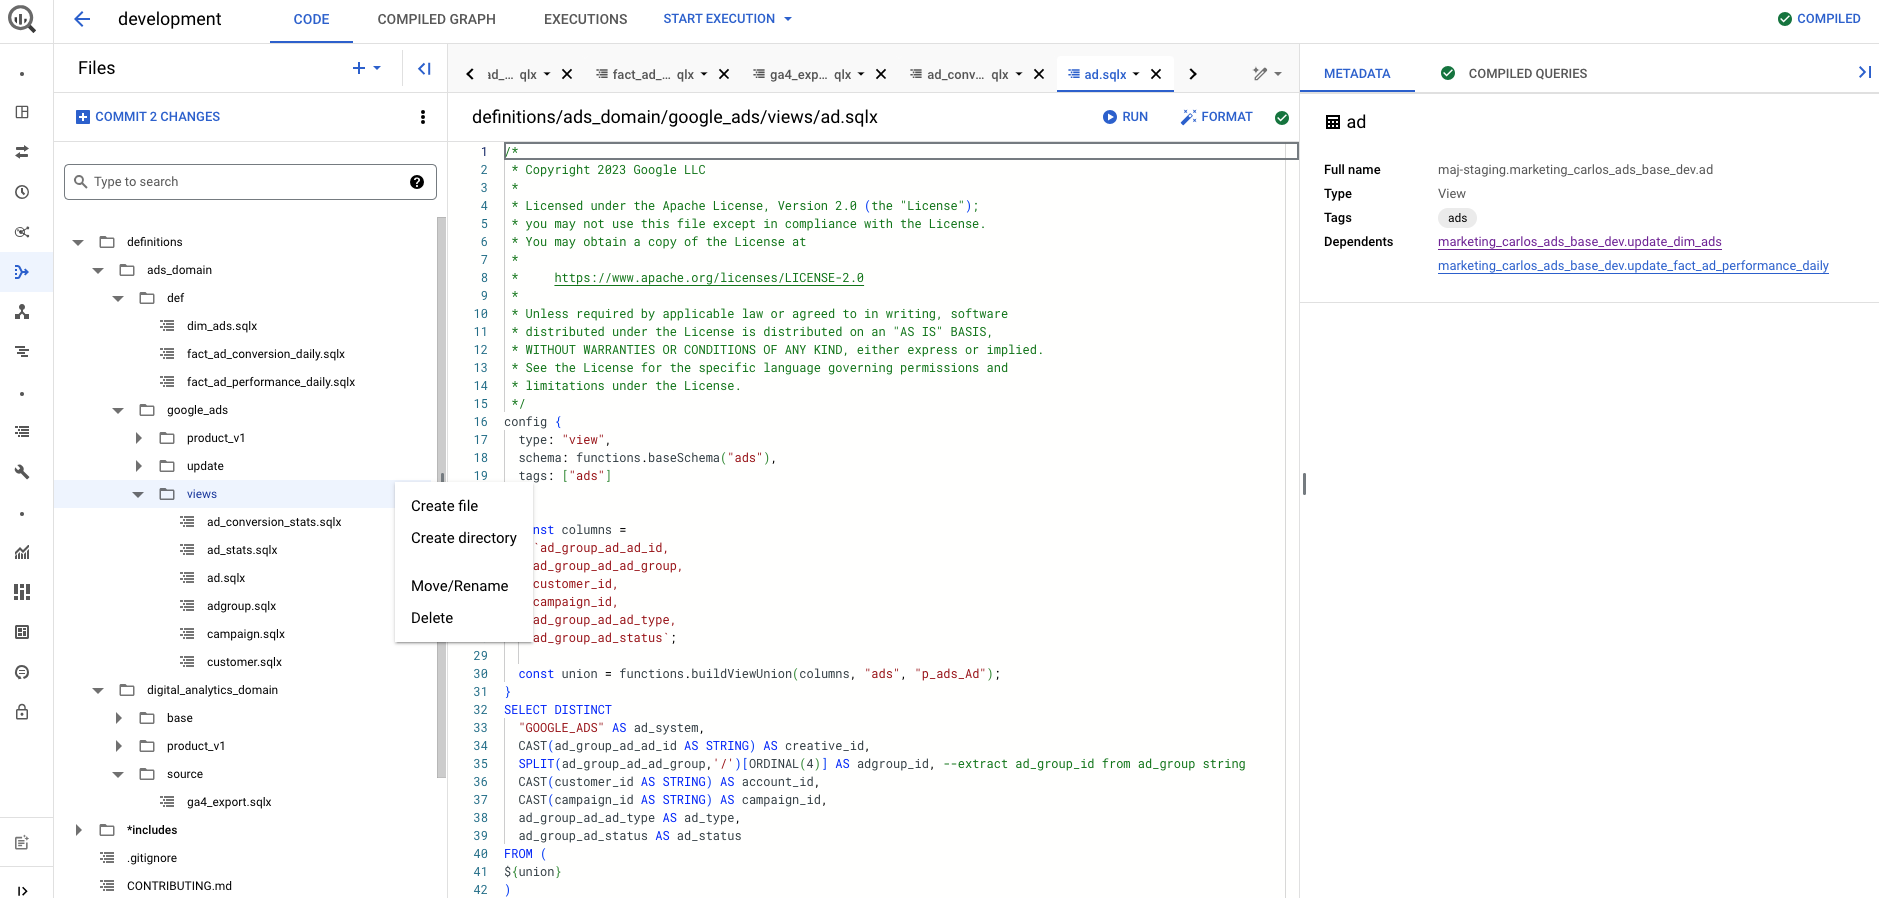 development
CODE
COMPILED GRAPH
EXECUTIONS
START EXECUTION
COMPILED
Files
COMMIT 2 CHANGES
Type to search
definitions
ads_domain
def
dim_ads.sqlx
fact_ad_conversion_daily.sqlx
fact_ad_performance_daily.sqlx
google_ads
product_v1
update
views
ad_conversion_stats.sqlx
ad_stats.sqlx
ad.sqlx
adgroup.sqlx
campaign.sqlx
customer.sqlx
digital_analytics_domain
base
product_v1
source
ga4_export.sqlx
*includes
.gitignore
CONTRIBUTING.md
Create file
Create directory
Move/Rename
Delete
ad_... qlx
fact_ad_... qlx
ga4_exp... qlx
ad_conv... qlx
ad.sqlx
definitions/ads_domain/google_ads/views/ad.sqlx
RUN
FORMAT
1 /*
2 * Copyright 2023 Google LLC
3 *
4 * Licensed under the Apache License, Version 2.0 (the "License");
5 * you may not use this file except in compliance with the License.
6 * You may obtain a copy of the License at
7 *
8 * https://www.apache.org/licenses/LICENSE-2.0
9 *
10 * Unless required by applicable law or agreed to in writing, software
11 * distributed under the License is distributed on an "AS IS" BASIS,
12 * WITHOUT WARRANTIES OR CONDITIONS OF ANY KIND, either express or implied.
13 * See the License for the specific language governing permissions and
14 * limitations under the License.
15 */
16 config {
17 type: "view",
18 schema: functions.baseSchema("ads"),
19 tags: ["ads"]
nst columns =
`ad_group_ad_ad_id,
ad_group_ad_ad_group,
customer_id,
campaign_id,
ad_group_ad_ad_type,
ad_group_ad_status`;
29
30 const union = functions.buildViewUnion(columns, "ads", "p_ads_Ad");
31 }
32 SELECT DISTINCT
33 "GOOGLE_ADS" AS ad_system,
34 CAST(ad_group_ad_ad_id AS STRING) AS creative_id,
35 SPLIT(ad_group_ad_ad_group,'/')[ORDINAL(4)] AS adgroup_id, --extract ad_group_id from ad_group string
36 CAST(customer_id AS STRING) AS account_id,
37 CAST(campaign_id AS STRING) AS campaign_id,
38 ad_group_ad_ad_type AS ad_type,
39 ad_group_ad_status AS ad_status
40 FROM (
41 ${union}
42 )
METADATA
COMPILED QUERIES
ad
Full name maj-staging.marketing_carlos_ads_base_dev.ad
Type View
Tags ads
Dependents marketing_carlos_ads_base_dev.update_dim_ads
marketing_carlos_ads_base_dev.update_fact_ad_performance_daily